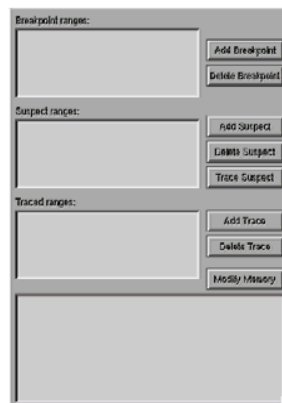 Breakpoint ranges:
Add Breakpoint
Delete Breakpoint
Suspect ranges:
Add Suspect
Delete Suspect
Trace Suspect
Traced ranges:
Add Trace
Delete Trace
Modify Memory